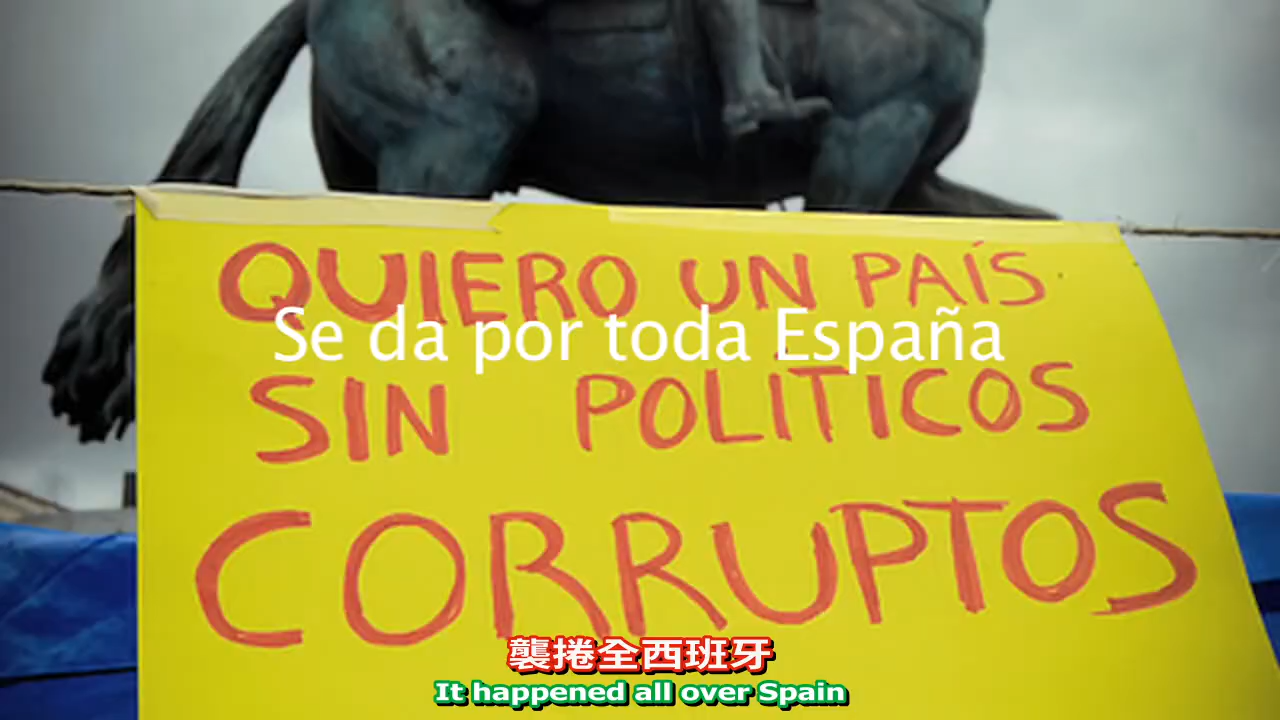 QUIERO UN PAÍS
Se da por toda España
SIN POLÍTICOS
CORRUPTOS
襲捲全西班牙
It happened all over Spain